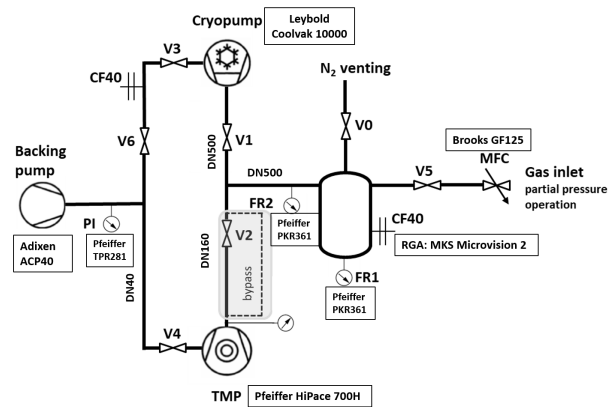 Cryopump
Leybold
Coolvak 10000
V3
CF40
N2 venting
V6
DN500
V1
V0
Brooks GF125
MFC
Backing
pump
DN500
V5
Gas inlet
partial pressure
operation
PI
FR2
CF40
Adixen
ACP40
Pfeiffer
TPR281
V2
Pfeiffer
PKR361
RGA: MKS Microvision 2
DN160
bypass
DN40
FR1
Pfeiffer
PKR361
V4
TMP
Pfeiffer HiPace 700H